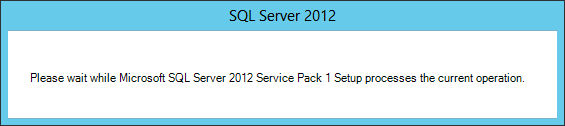 SQL Server 2012
Please wait while Microsoft SQL Server 2012 Service Pack 1 Setup processes the current operation.